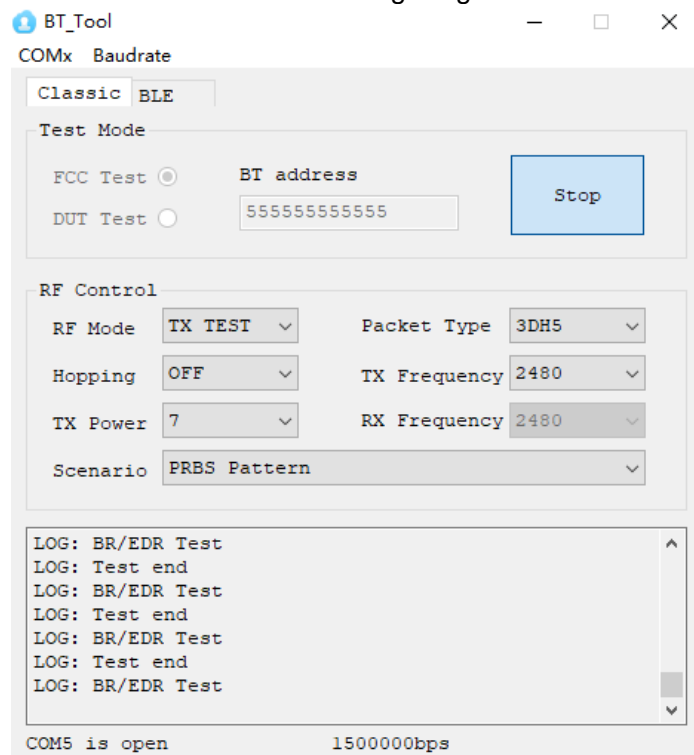 BT_Tool
COMx Baudrate
Classic BLE
Test Mode
FCC Test BT address
555555555555 Stop
DUT Test
RF Control
RF Mode TX TEST Packet Type 3DH5
Hopping OFF TX Frequency 2480
TX Power 7 RX Frequency 2480
Scenario PRBS Pattern
LOG: BR/EDR Test
LOG: Test end
LOG: BR/EDR Test
LOG: Test end
LOG: BR/EDR Test
LOG: Test end
LOG: BR/EDR Test
COM5 is open 1500000bps